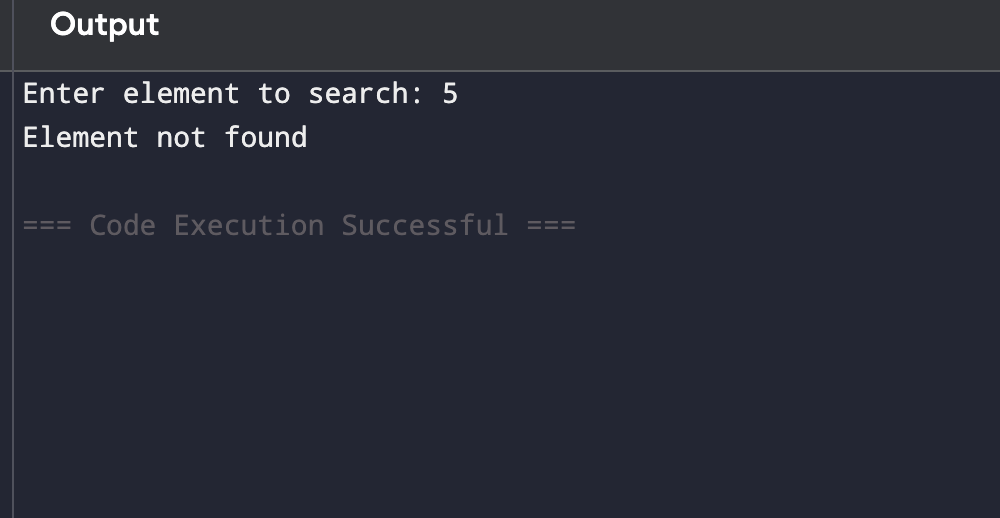 Output
Enter element to search: 5
Element not found
=== Code Execution Successful ===